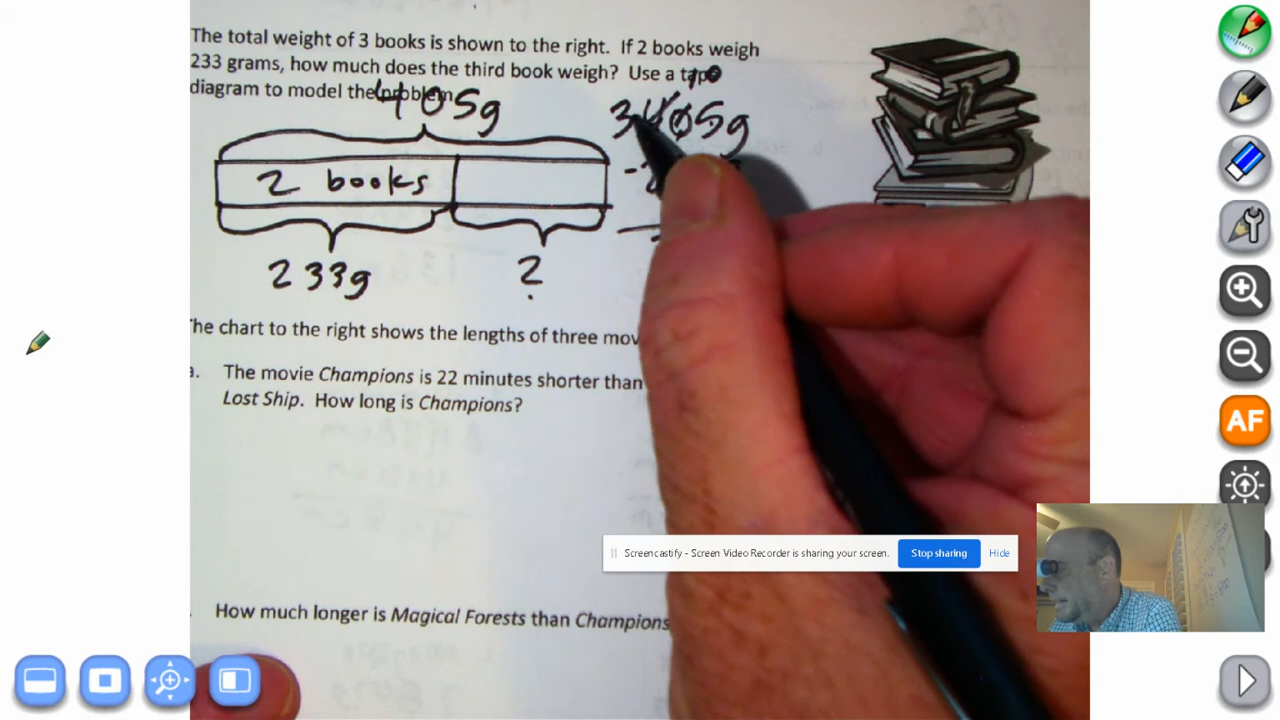 The total weight of 3 books is shown to the right. If 2 books weigh
233 grams, how much does the third book weigh? Use a tape
diagram to model the problem.
405g
10
3 405g
2 books
-
233g
?
The chart to the right shows the lengths of three mov
a. The movie Champions is 22 minutes shorter than
Lost Ship. How long is Champions?
AF
Screencastify - Screen Video Recorder is sharing your screen.
Stop sharing
Hide
How much longer is Magical Forests than Champions